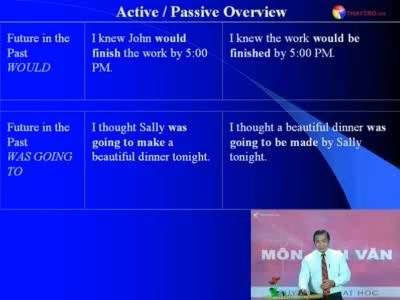 Active / Passive Overview
THAYTRO.VN
Future in the
Past
WOULD
I knew John would
finish the work by 5:00
PM.
I knew the work would be
finished by 5:00 PM.
Future in the
Past
WAS GOING
TO
I thought Sally was
going to make a
beautiful dinner tonight.
I thought a beautiful dinner was
going to be made by Sally
tonight.
MÔN
VĂN